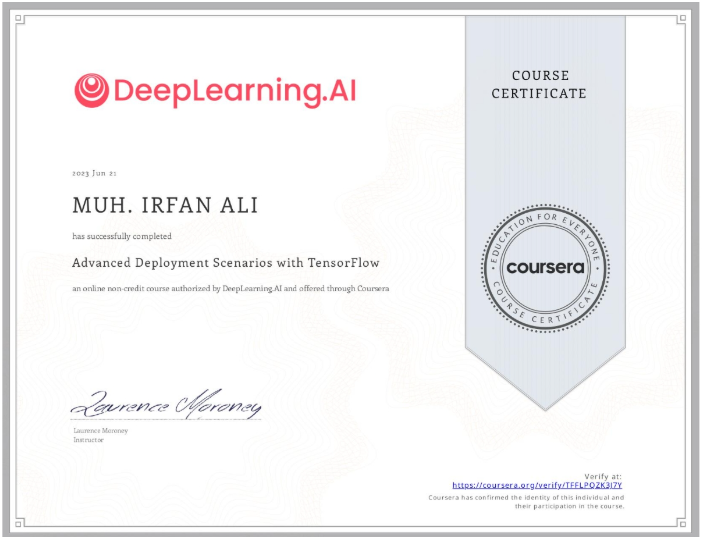 DeepLearning.AI
COURSE
CERTIFICATE
2023 Jun 21
MUH. IRFAN ALI
has successfully completed
Advanced Deployment Scenarios with TensorFlow
an online non-credit course authorized by DeepLearning.AI and offered through Coursera
EDUCATION FOR EVERYONE
coursera
COURSE CERTIFICATE
Laurence Moroney
Laurence Moroney
Instructor
Verify at:
https://coursera.org/verify/TFFLPQZK3J7Y
Coursera has confirmed the identity of this individual and
their participation in the course.